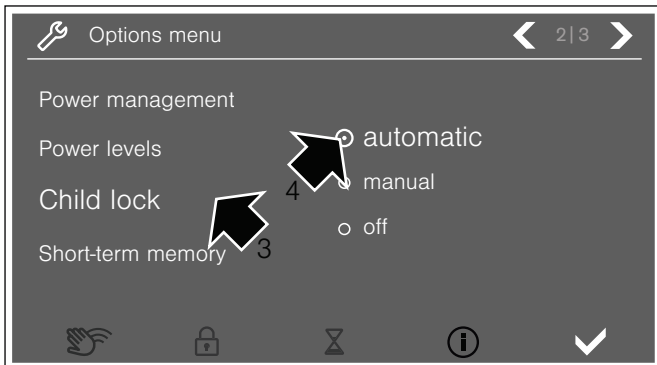 Options menu
2|3
Power management
Power levels
Child lock
Short-term memory
automatic
manual
off
4
3